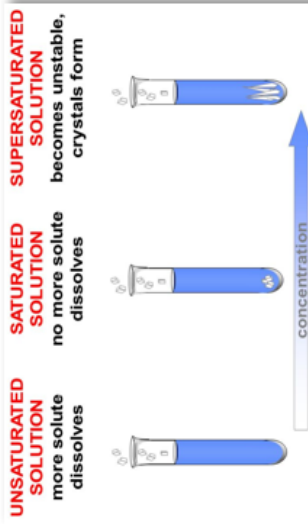 UNSATURATED
SOLUTION
more solute
dissolves
SATURATED
SOLUTION
no more solute
dissolves
SUPERSATURATED
SOLUTION
becomes unstable,
crystals form
concentration